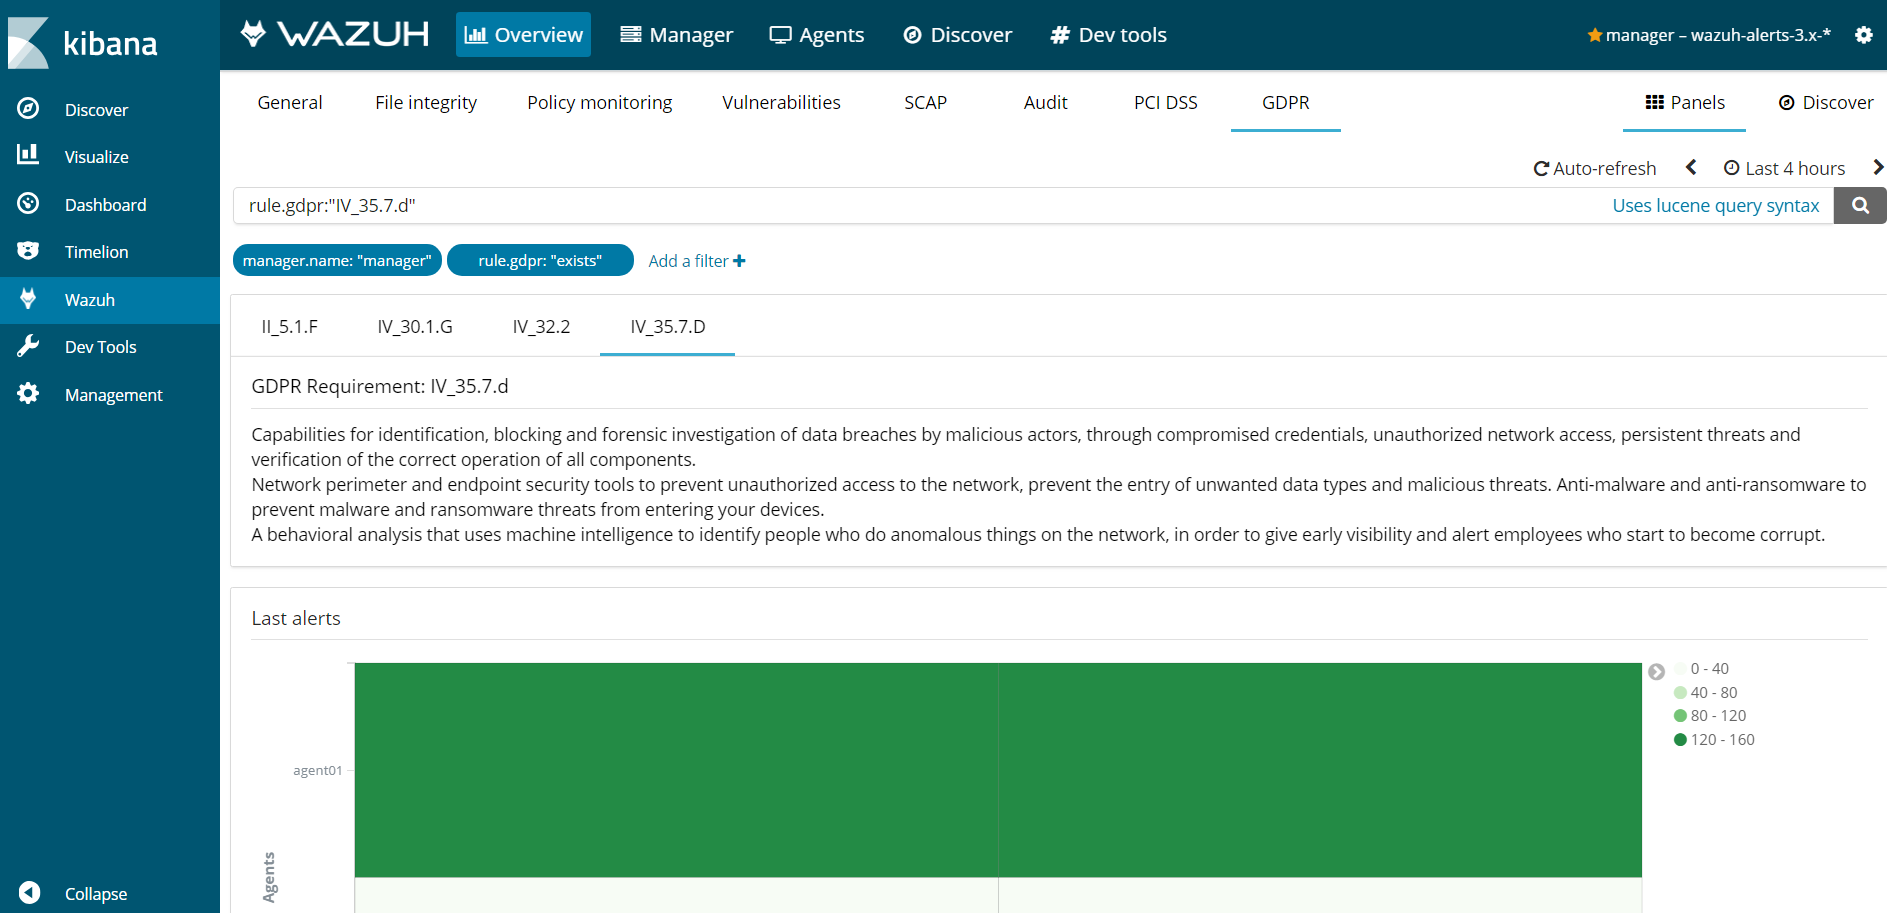 kibana
Discover
Visualize
Dashboard
Timelion
Wazuh
Dev Tools
Management
Collapse
WAZUH
Overview
Manager
Agents
Discover
Dev tools
manager – wazuh-alerts-3.x-*
General
File integrity
Policy monitoring
Vulnerabilities
SCAP
Audit
PCI DSS
GDPR
Panels
Discover
Auto-refresh
Last 4 hours
rule.gdpr:"IV_35.7.d"
Uses lucene query syntax
manager.name: "manager"
rule.gdpr: "exists"
Add a filter
II_5.1.F
IV_30.1.G
IV_32.2
IV_35.7.D
GDPR Requirement: IV_35.7.d
Capabilities for identification, blocking and forensic investigation of data breaches by malicious actors, through compromised credentials, unauthorized network access, persistent threats and
verification of the correct operation of all components.
Network perimeter and endpoint security tools to prevent unauthorized access to the network, prevent the entry of unwanted data types and malicious threats. Anti-malware and anti-ransomware to
prevent malware and ransomware threats from entering your devices.
A behavioral analysis that uses machine intelligence to identify people who do anomalous things on the network, in order to give early visibility and alert employees who start to become corrupt.
Last alerts
agent01
Agents
0 - 40
40 - 80
80 - 120
120 - 160